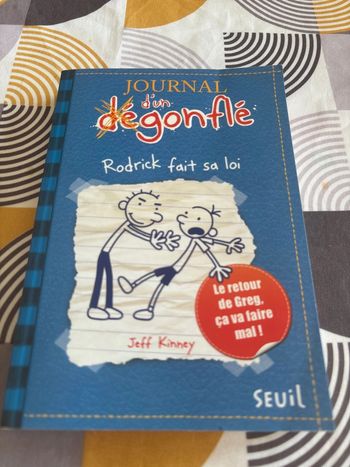 JOURNAL
d'un
dégonflé
Rodrick fait sa loi
Le retour
de Greg,
ça va faire
mal !
Jeff Kinney
SEUIL